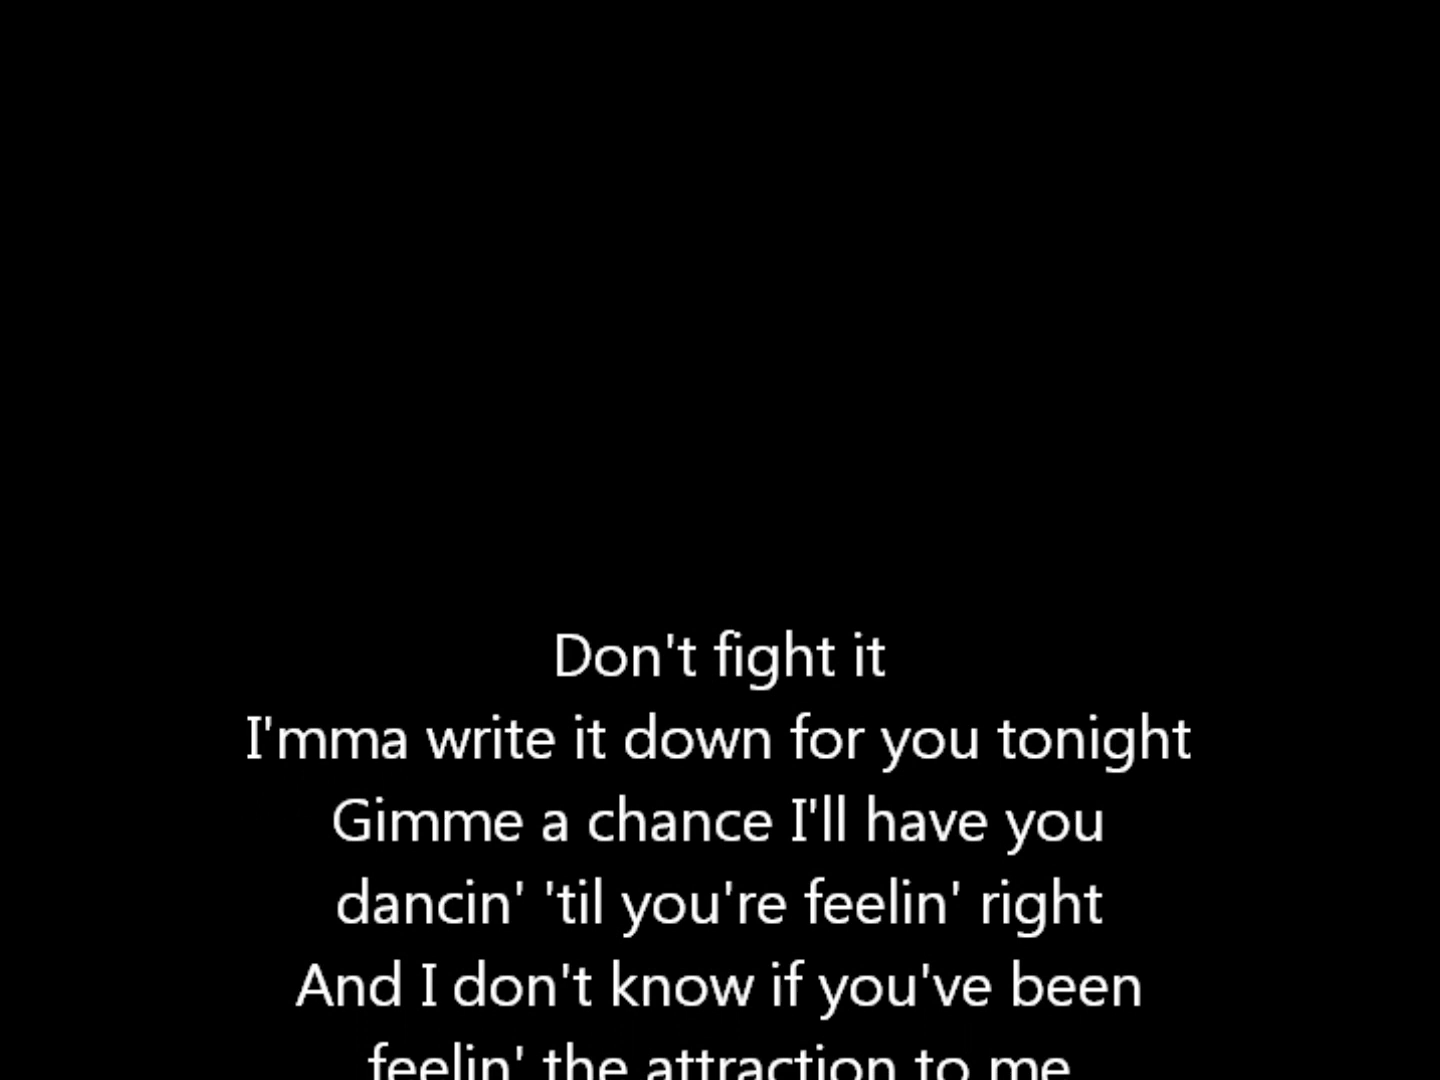 Don't fight it
I'mma write it down for you tonight
Gimme a chance I'll have you
dancin' 'til you're feelin' right
And I don't know if you've been
feelin' the attraction to me